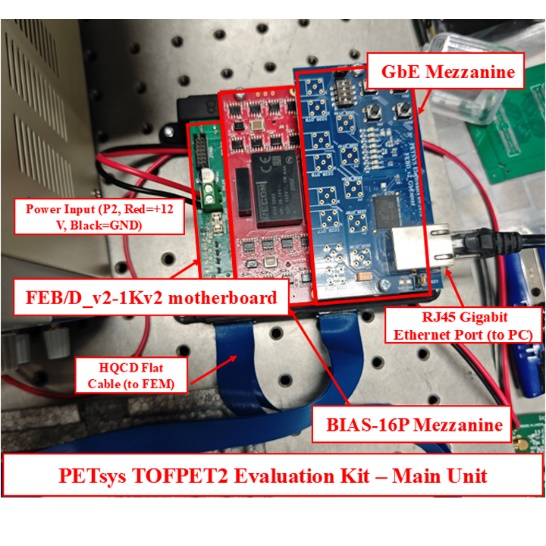 GbE Mezzanine
Power Input (P2, Red=+12
V, Black=GND)
FEB/D_v2-1Kv2 motherboard
RJ45 Gigabit
Ethernet Port (to PC)
HQCD Flat
Cable (to FEM)
BIAS-16P Mezzanine
PETsys TOFPET2 Evaluation Kit – Main Unit